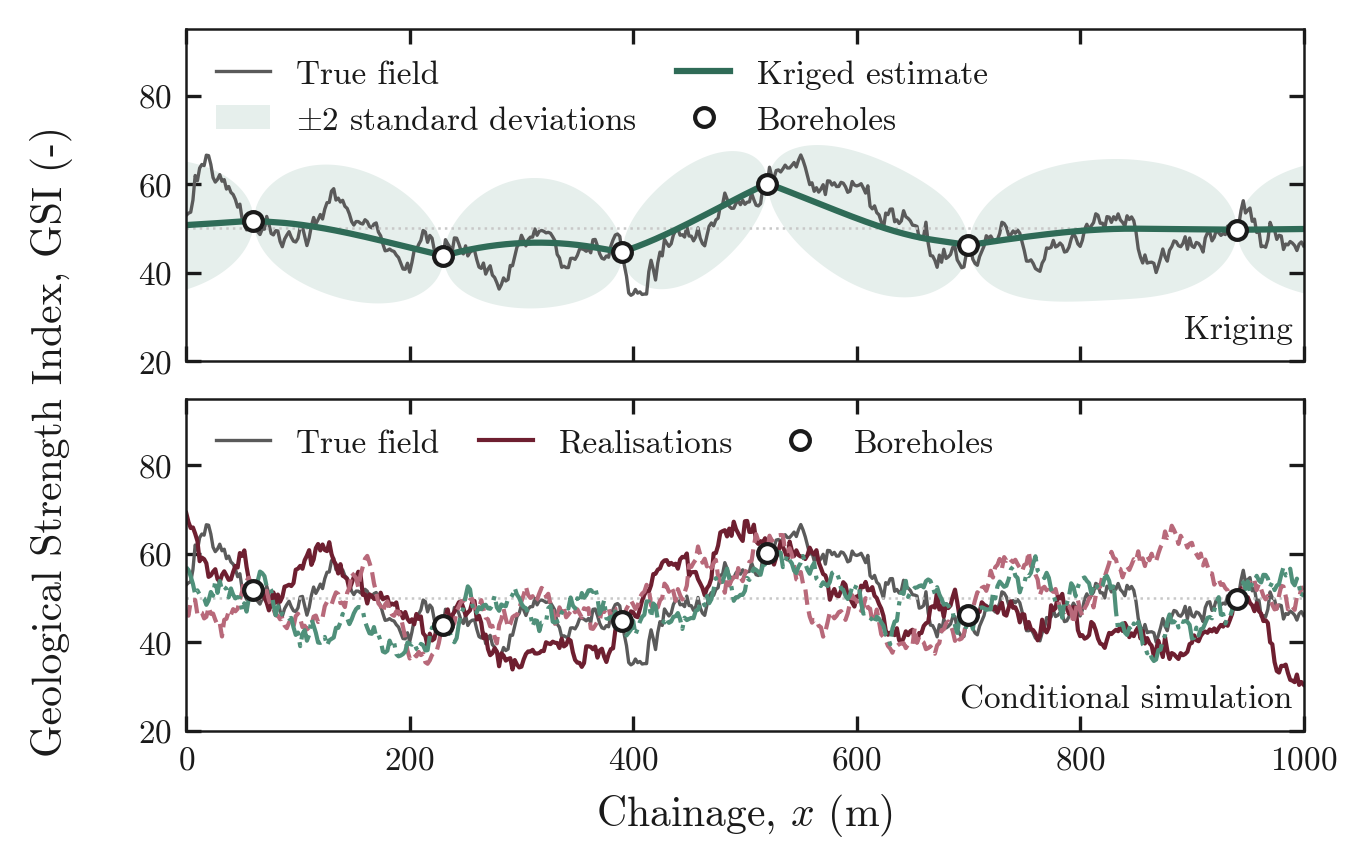 Geological Strength Index, GSI (-)
True field
Kriged estimate
±2 standard deviations
Boreholes
80
60
40
20
Kriging
True field
Realisations
Boreholes
80
60
40
20
Conditional simulation
0 200 400 600 800 1000
Chainage, x (m)